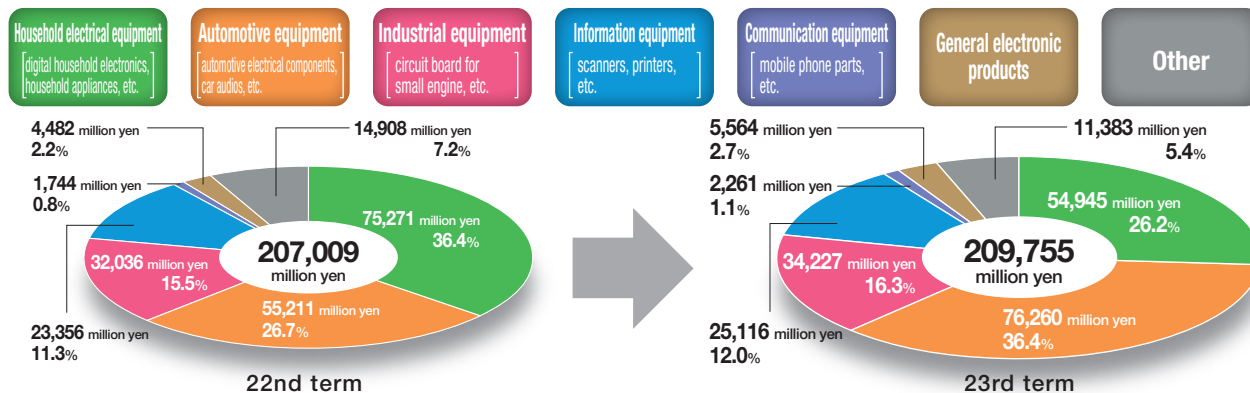 Household electrical equipment
digital household electronics,
household appliances, etc.
Automotive equipment
automotive electrical components,
car audios, etc.
Industrial equipment
circuit board for
small engine, etc.
Information equipment
scanners, printers,
etc.
Communication equipment
mobile phone parts,
etc.
General electronic
products
Other
4,482 million yen
2.2%
14,908 million yen
7.2%
1,744 million yen
0.8%
75,271 million yen
36.4%
207,009
million yen
32,036 million yen
15.5%
55,211 million yen
26.7%
23,356 million yen
11.3%
22nd term
5,564 million yen
2.7%
11,383 million yen
5.4%
2,261 million yen
1.1%
54,945 million yen
26.2%
209,755
million yen
34,227 million yen
16.3%
76,260 million yen
36.4%
25,116 million yen
12.0%
23rd term